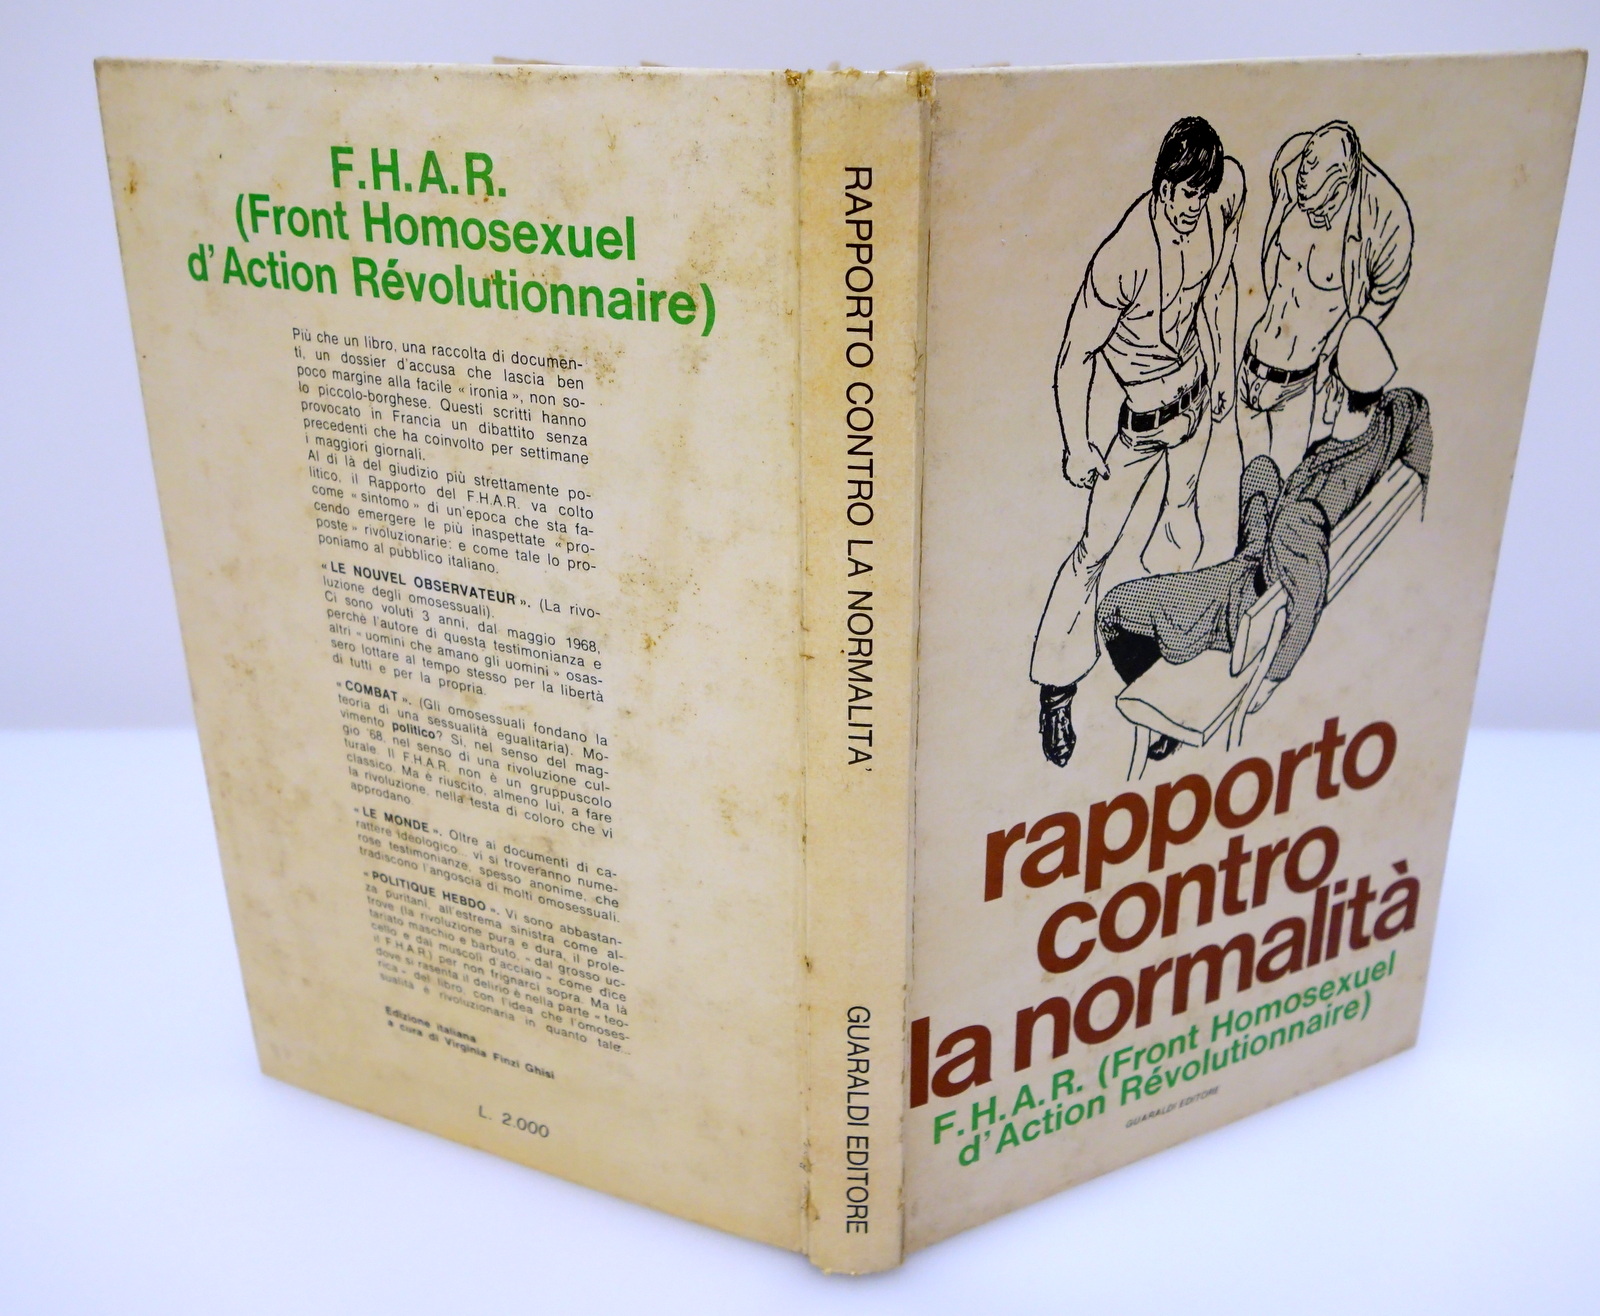 F.H.A.R.
(Front Homosexuel
d'Action Révolutionnaire)
Più che un libro, una raccolta di documen-
ti, un dossier d'accusa che lascia ben
poco margine alla facile « ironia », non so-
lo piccolo-borghese. Questi scritti hanno
provocato in Francia un dibattito senza
precedenti che ha coinvolto per settimane
i maggiori giornali.
Al di là del giudizio più strettamente po-
litico, il Rapporto del F.H.A.R. va colto
come « sintomo » di un'epoca che sta fa-
cendo emergere le più inaspettate « pro-
poste » rivoluzionarie: e come tale lo pro-
poniamo al pubblico italiano.
« LE NOUVEL OBSERVATEUR ». (La rivo-
luzione degli omosessuali).
Ci sono voluti 3 anni, dal maggio 1968,
perchè l'autore di questa testimonianza e
altri « uomini che amano gli uomini » osas-
sero lottare al tempo stesso per la libertà
di tutti e per la propria.
« COMBAT ». (Gli omosessuali fondano la
teoria di una sessualità egualitaria). Mo-
vimento politico? Sì, nel senso del mag-
gio '68, nel senso di una rivoluzione cul-
turale. Il F.H.A.R. non è un gruppuscolo
classico. Ma è riuscito, almeno lui, a fare
la rivoluzione, nella testa di coloro che vi
approdano.
« LE MONDE ». Oltre ai documenti di ca-
rattere ideologico... vi si troveranno nume-
rose testimonianze, spesso anonime, che
tradiscono l'angoscia di molti omosessuali.
« POLITIQUE HEBDO ». Vi sono abbastan-
za puritani, all'estrema sinistra come al-
trove (la rivoluzione pura e dura, il prole-
tariato maschio e barbuto, « dal grosso uc-
cello e dai muscoli d'acciaio » come dice
il F.H.A.R.) per non frignarci sopra. Ma là
dove si rasenta il delirio è nella parte « teo-
rica » del libro, con l'idea che l'omoses-
sualità è rivoluzionaria in quanto tale...
Edizione italiana
a cura di Virginia Finzi Ghisi
L. 2.000
RAPPORTO CONTRO LA NORMALITA'
GUARALDI EDITORE
rapporto
contro
la normalità
F.H.A.R. (Front Homosexuel
d'Action Révolutionnaire)
GUARALDI EDITORE